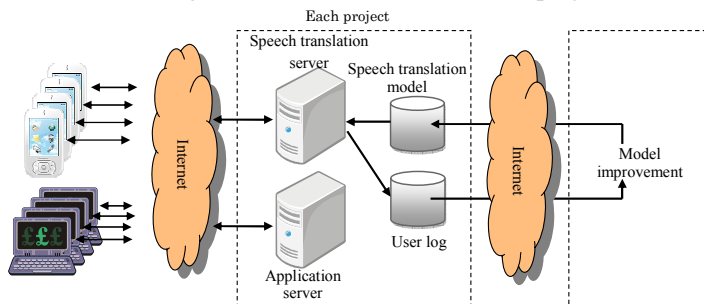 Each project
Speech translation
server
Speech translation
model
Internet
Internet
Model
improvement
User log
Application
server
£££